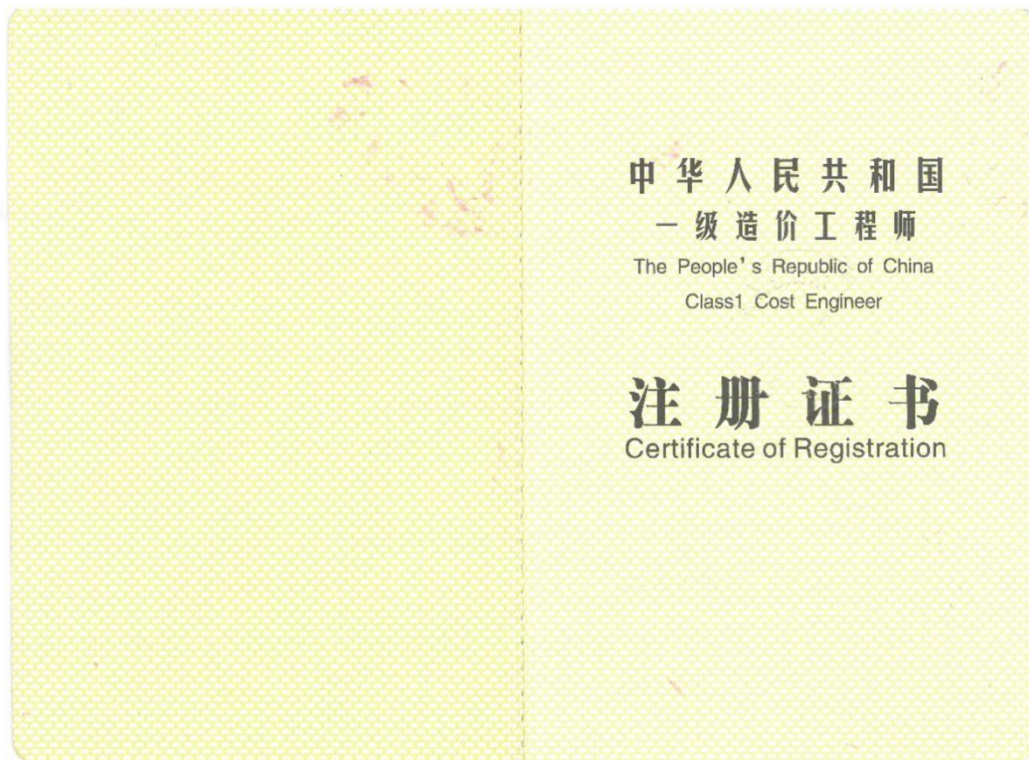 中华人民共和国
一级造价工程师
The People's Republic of China
Class1 Cost Engineer
注册证书
Certificate of Registration